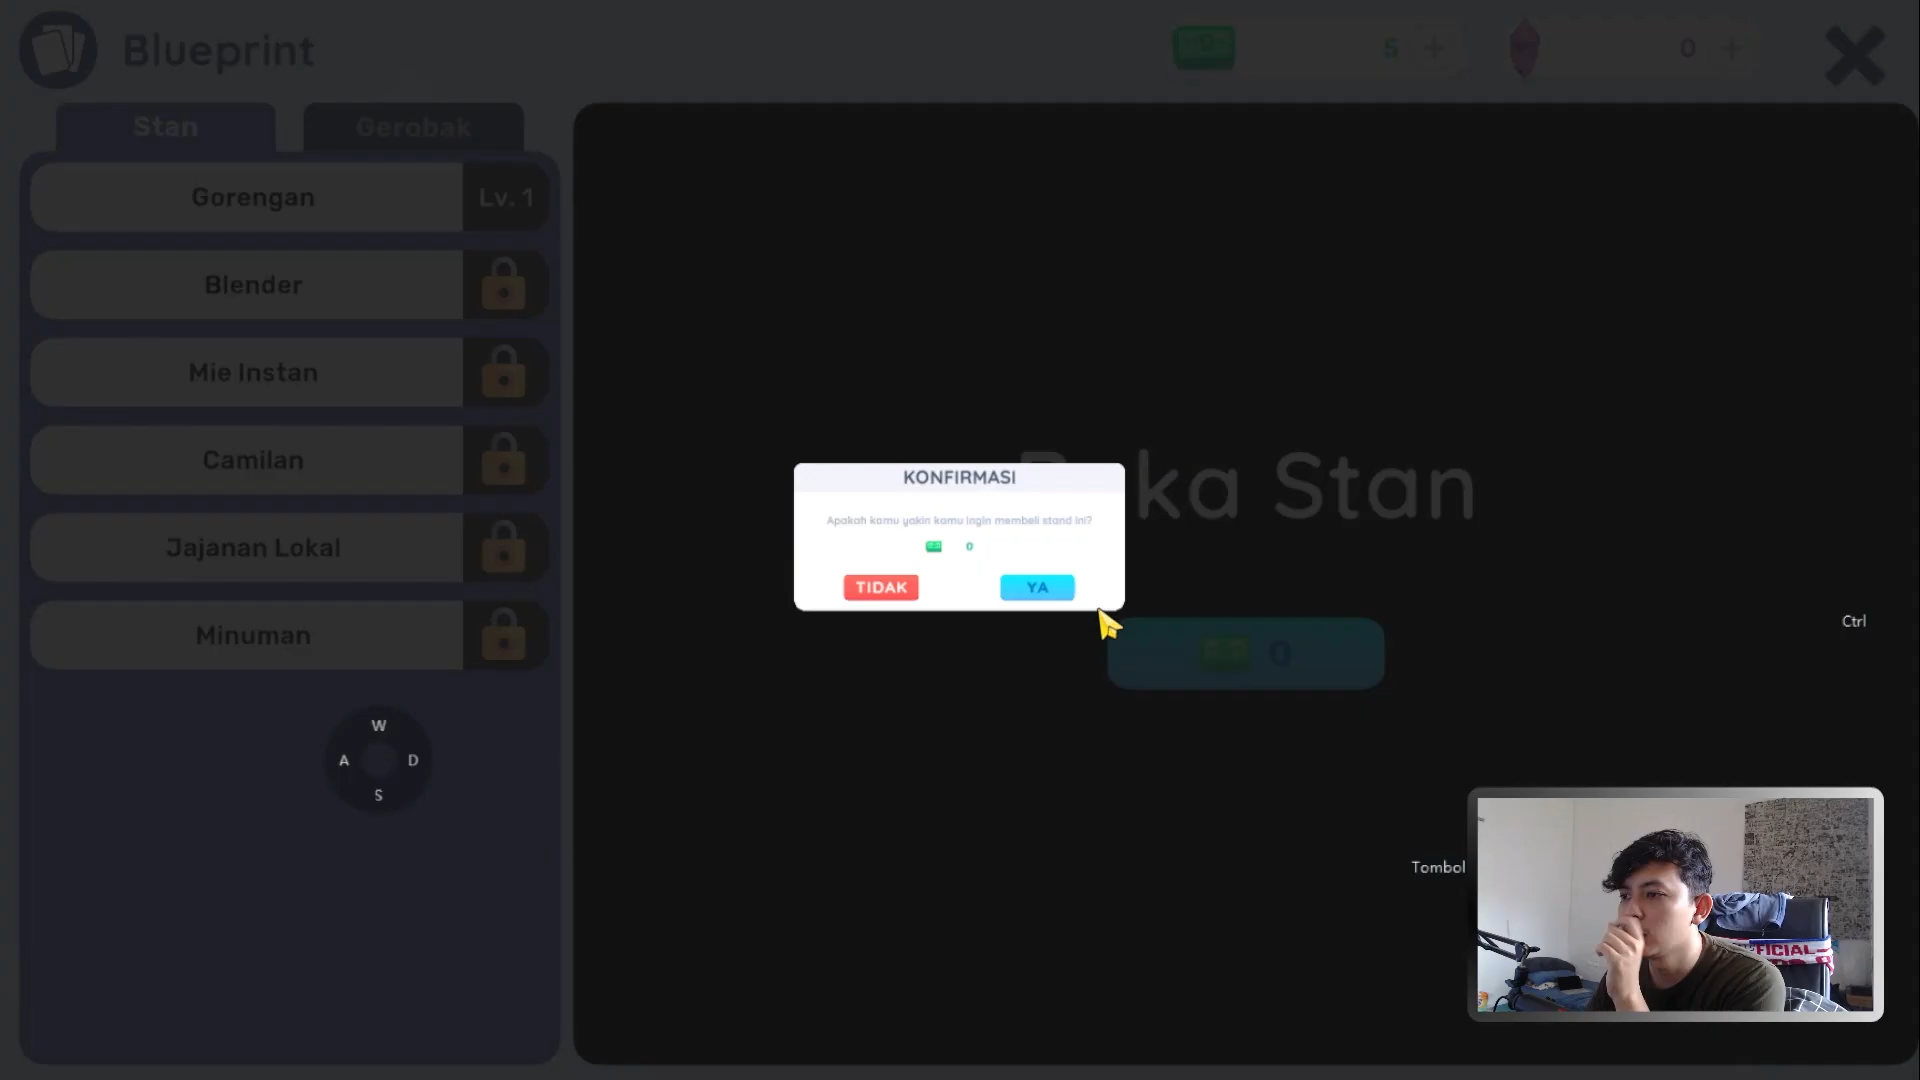 Blueprint
5 +
0 +
Stan
Gerobak
Gorengan
Lv. 1
Blender
Mie Instan
Camilan
Jajanan Lokal
Minuman
W
A D
S
ka Stan
KONFIRMASI
Apakah kamu yakin kamu ingin membeli stand ini?
0
TIDAK
YA
0
Ctrl
Tombol
FICIAL